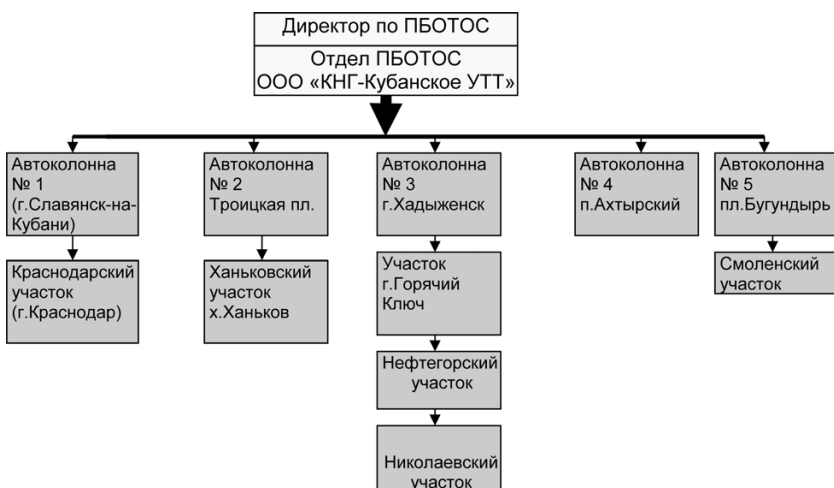 Директор по ПБОТОС
Отдел ПБОТОС
ООО «КНГ-Кубанское УТТ»
Автоколонна
№ 1
(г.Славянск-на-
Кубани)
Автоколонна
№ 2
Троицкая пл.
Автоколонна
№ 3
г.Хадыженск
Автоколонна
№ 4
п.Ахтырский
Автоколонна
№ 5
пл.Бугундырь
Краснодарский
участок
(г.Краснодар)
Ханьковский
участок
х.Ханьков
Участок
г.Горячий
Ключ
Смоленский
участок
Нефтегорский
участок
Николаевский
участок